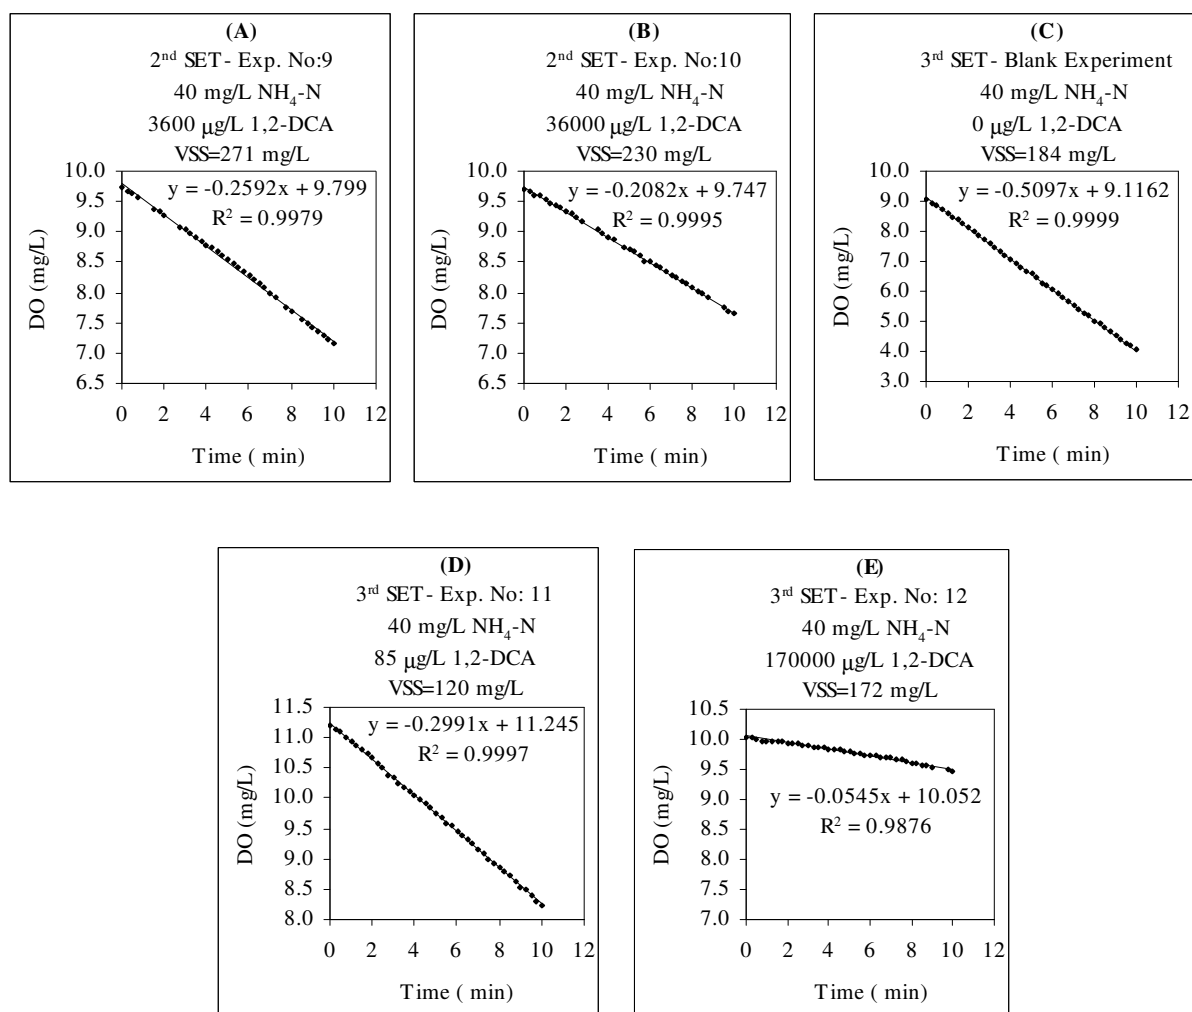 (A)
2nd SET- Exp. No:9
40 mg/L NH4-N
3600 µg/L 1,2-DCA
VSS=271 mg/L
y = -0.2592x + 9.799
R2 = 0.9979
10.0
9.5
9.0
8.5
8.0
7.5
7.0
6.5
DO (mg/L)
0 2 4 6 8 10 12
Time ( min)
(B)
2nd SET- Exp. No:10
40 mg/L NH4-N
36000 µg/L 1,2-DCA
VSS=230 mg/L
y = -0.2082x + 9.747
R2 = 0.9995
10.0
9.5
9.0
8.5
8.0
7.5
7.0
6.5
DO (mg/L)
0 2 4 6 8 10 12
Time ( min)
(C)
3rd SET- Blank Experiment
40 mg/L NH4-N
0 µg/L 1,2-DCA
VSS=184 mg/L
y = -0.5097x + 9.1162
R2 = 0.9999
10.0
9.0
8.0
7.0
6.0
5.0
4.0
3.0
DO (mg/L)
0 2 4 6 8 10 12
Time ( min)
(D)
3rd SET- Exp. No: 11
40 mg/L NH4-N
85 µg/L 1,2-DCA
VSS=120 mg/L
y = -0.2991x + 11.245
R2 = 0.9997
11.5
11.0
10.5
10.0
9.5
9.0
8.5
8.0
DO (mg/L)
0 2 4 6 8 10 12
Time ( min)
(E)
3rd SET- Exp. No: 12
40 mg/L NH4-N
170000 µg/L 1,2-DCA
VSS=172 mg/L
10.5
10.0
9.5
9.0
8.5
8.0
7.5
7.0
y = -0.0545x + 10.052
R2 = 0.9876
DO (mg/L)
0 2 4 6 8 10 12
Time ( min)